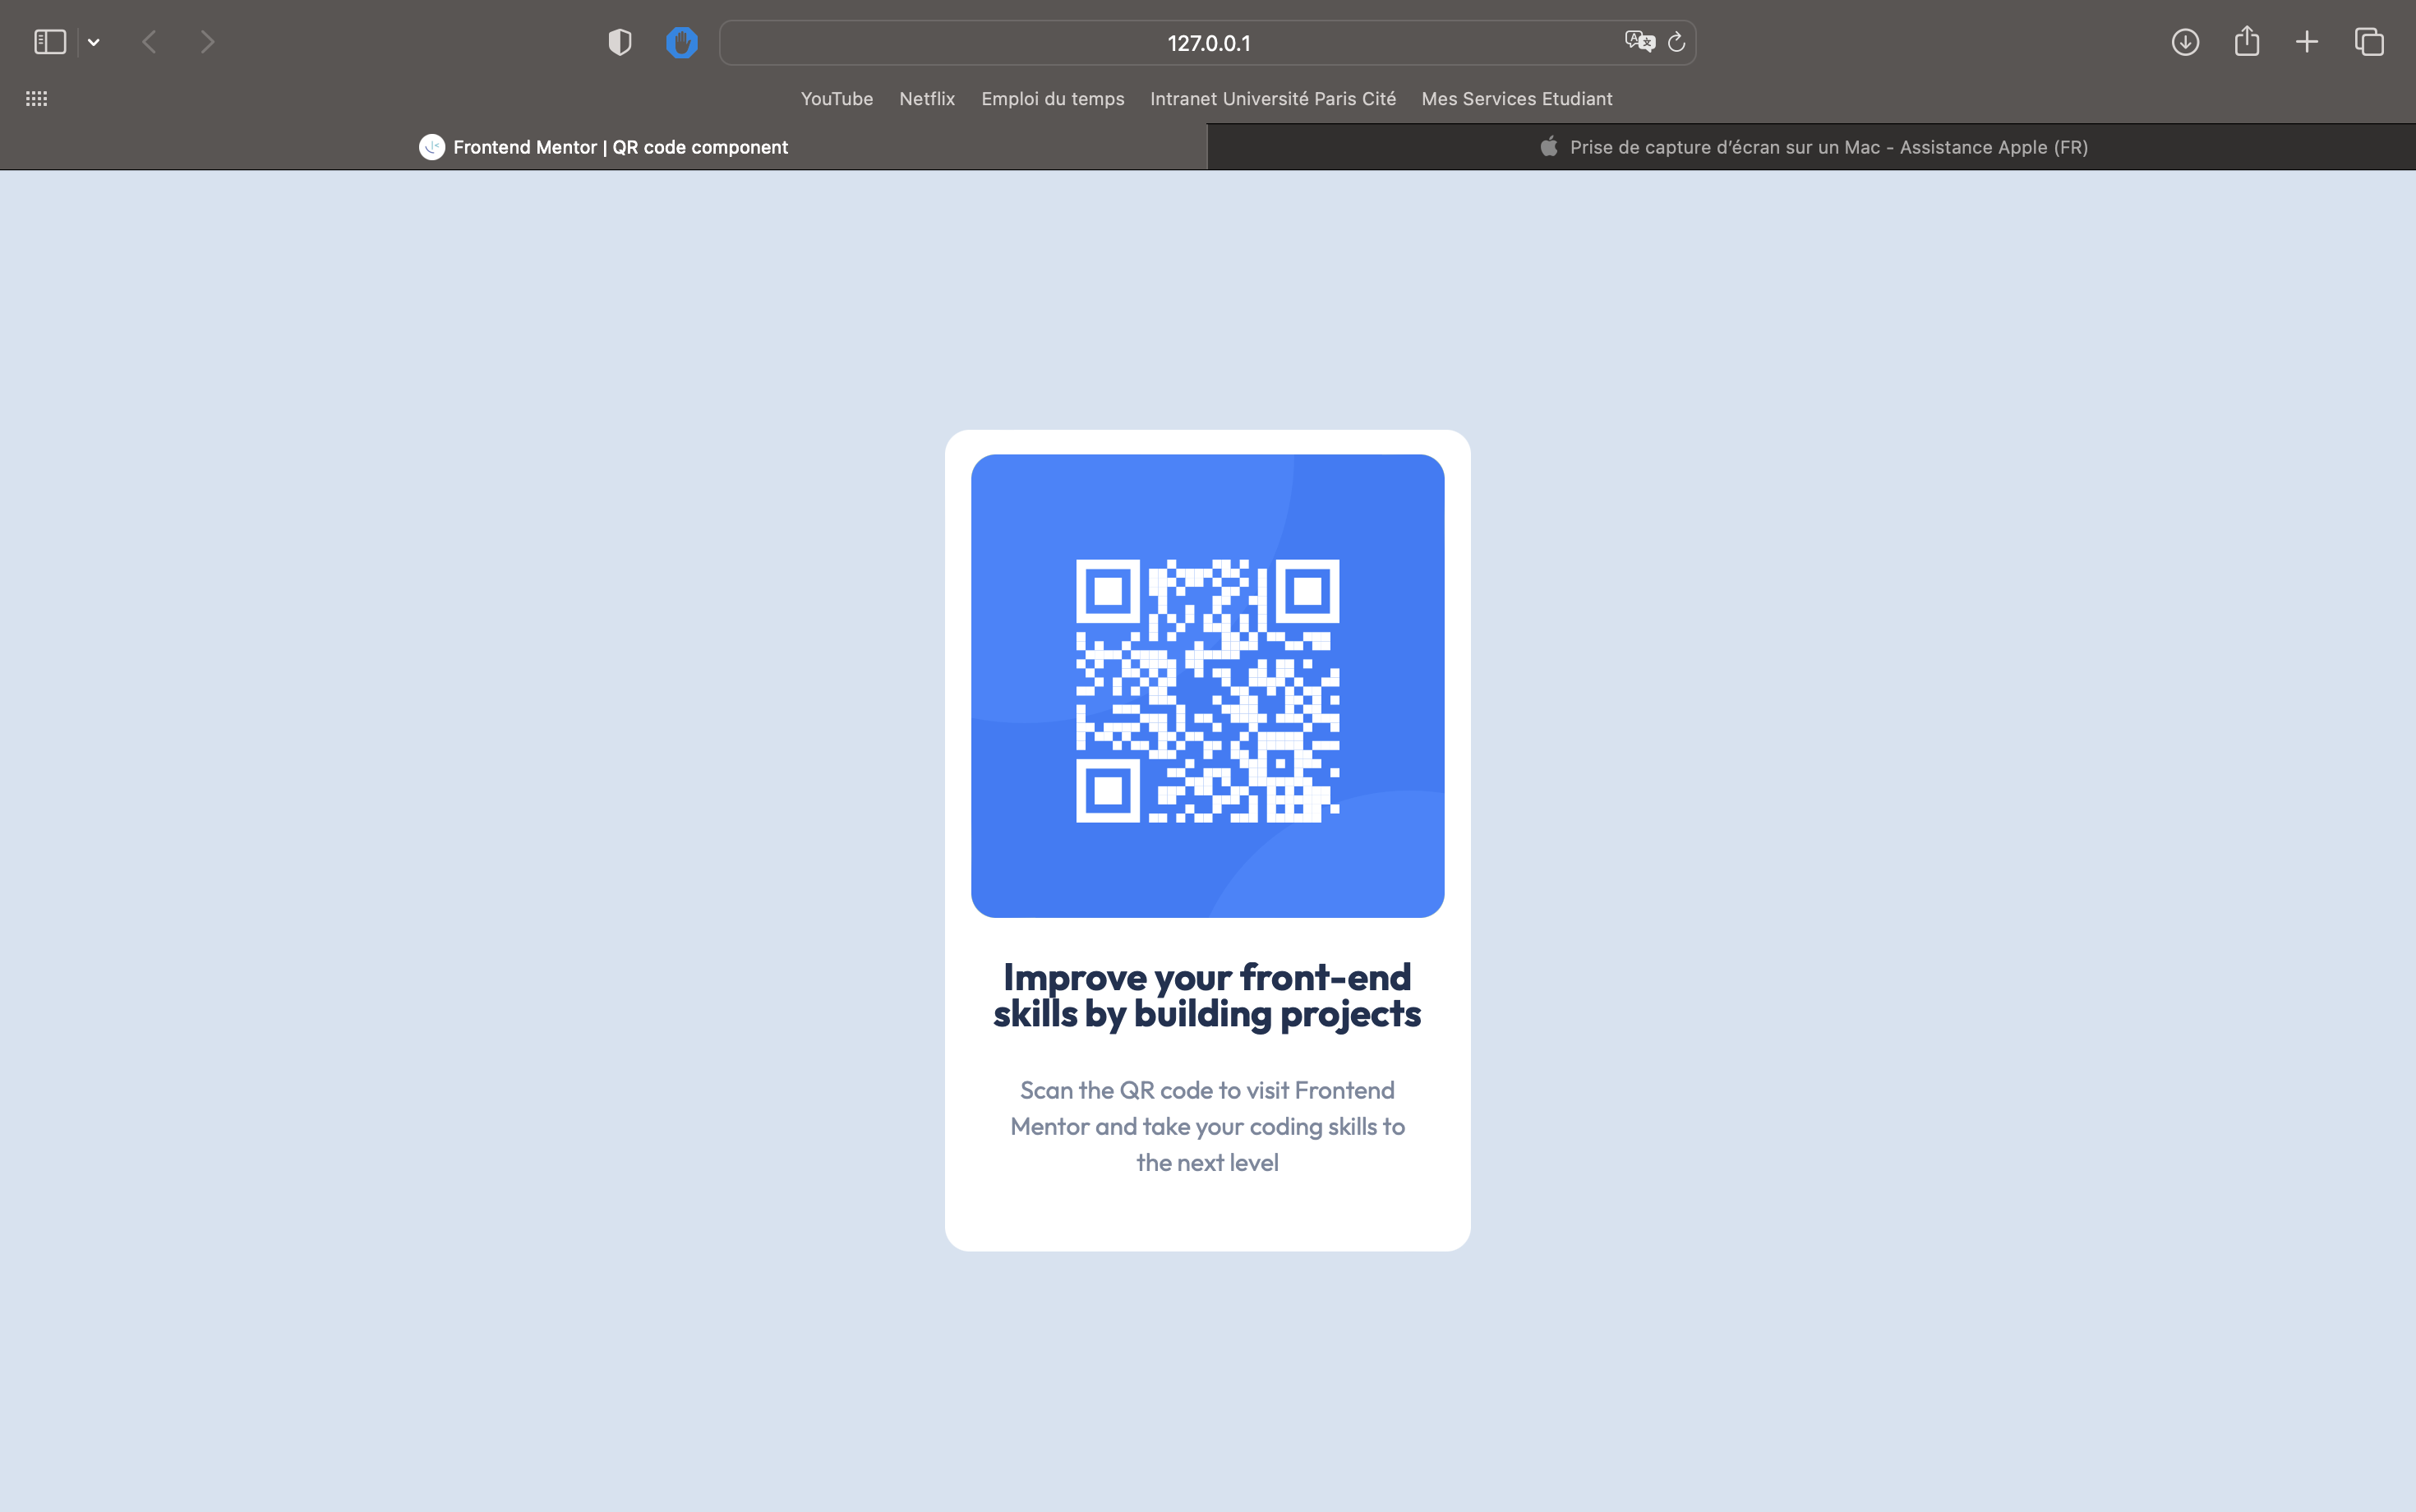 127.0.0.1
YouTube Netflix Emploi du temps Intranet Université Paris Cité Mes Services Etudiant
Frontend Mentor | QR code component
Prise de capture d’écran sur un Mac - Assistance Apple (FR)
Improve your front-end
skills by building projects
Scan the QR code to visit Frontend
Mentor and take your coding skills to
the next level